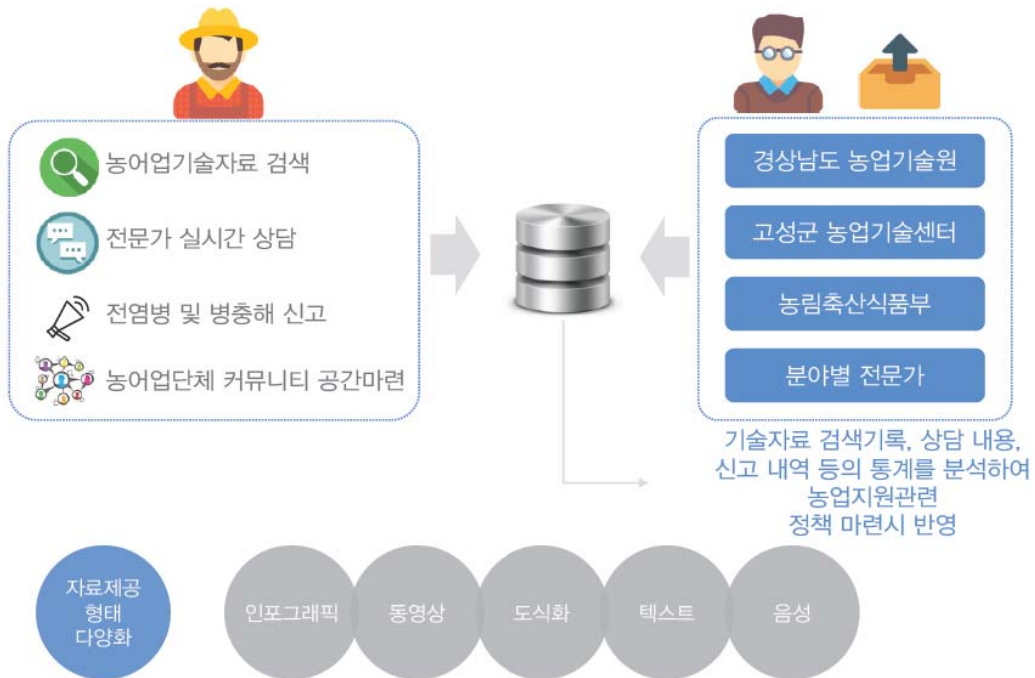 농어업기술자료 검색
전문가 실시간 상담
전염병 및 병충해 신고
농어업단체 커뮤니티 공간마련
경상남도 농업기술원
고성군 농업기술센터
농림축산식품부
분야별 전문가
기술자료 검색기록, 상담 내용,
신고 내역 등의 통계를 분석하여
농업지원관련
정책 마련시 반영
자료제공
형태
다양화
인포그래픽
동영상
도식화
텍스트
음성